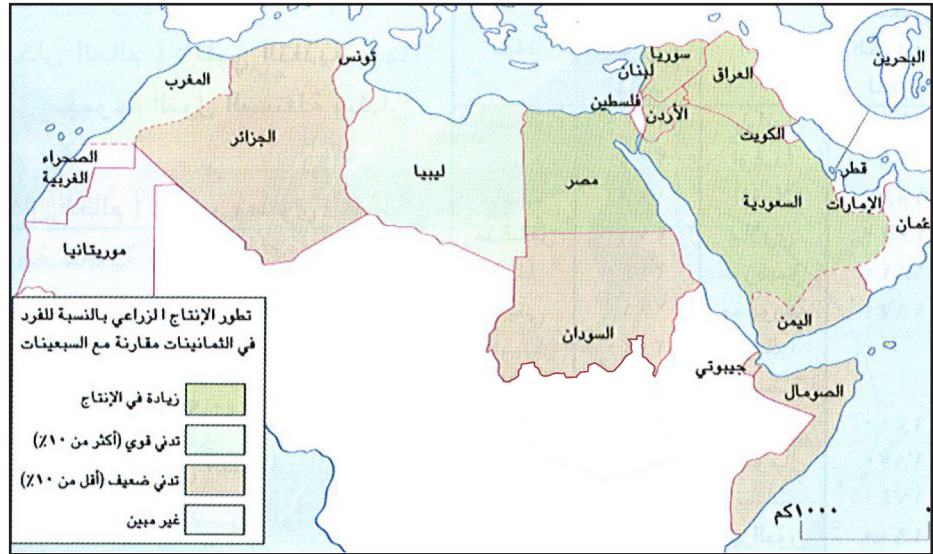 تونس
المغرب
الجزائر
الصحراء
الغربية
موريتانيا
ليبيا
مصر
السودان
سوريا
لبنان
فلسطين
الأردن
العراق
الكويت
السعودية
البحرين
قطر
الإمارات
عُمان
اليمن
جيبوتي
الصومال
تطور الإنتاج الزراعي بالنسبة للفرد
في الثمانينات مقارنة مع السبعينات
زيادة في الإنتاج
تدني قوي (أكثر من ١٠٪)
تدني ضعيف (أقل من ١٠٪)
غير مبين
٠ ١٠٠٠كم